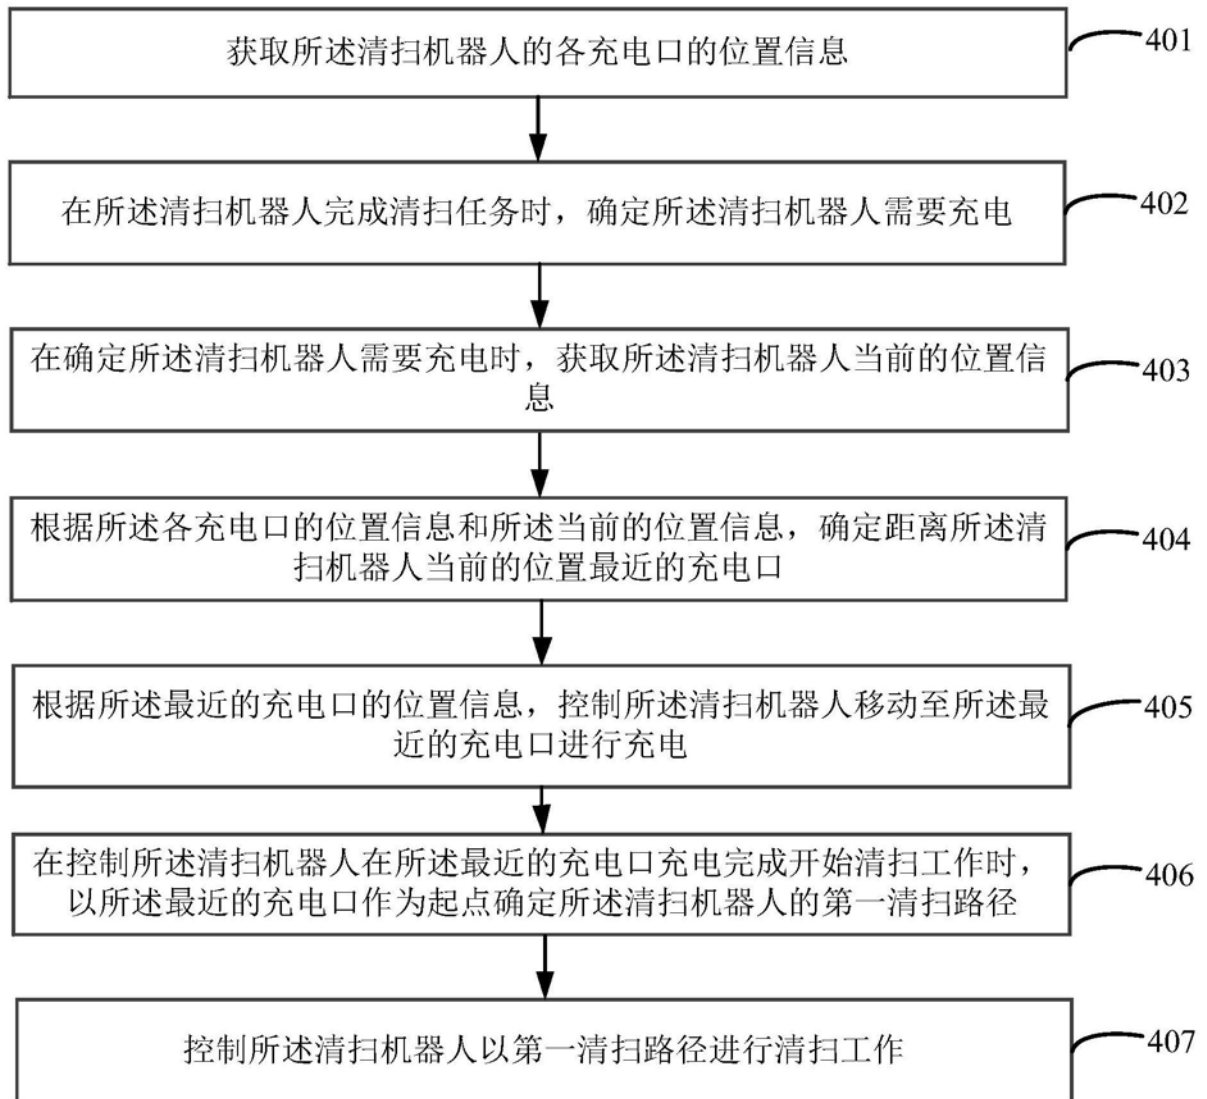 获取所述清扫机器人的各充电口的位置信息
401
在所述清扫机器人完成清扫任务时，确定所述清扫机器人需要充电
402
在确定所述清扫机器人需要充电时，获取所述清扫机器人当前的位置信
息
403
根据所述各充电口的位置信息和所述当前的位置信息，确定距离所述清
扫机器人当前的位置最近的充电口
404
根据所述最近的充电口的位置信息，控制所述清扫机器人移动至所述最
近的充电口进行充电
405
在控制所述清扫机器人在所述最近的充电口充电完成开始清扫工作时，
以所述最近的充电口作为起点确定所述清扫机器人的第一清扫路径
406
控制所述清扫机器人以第一清扫路径进行清扫工作
407